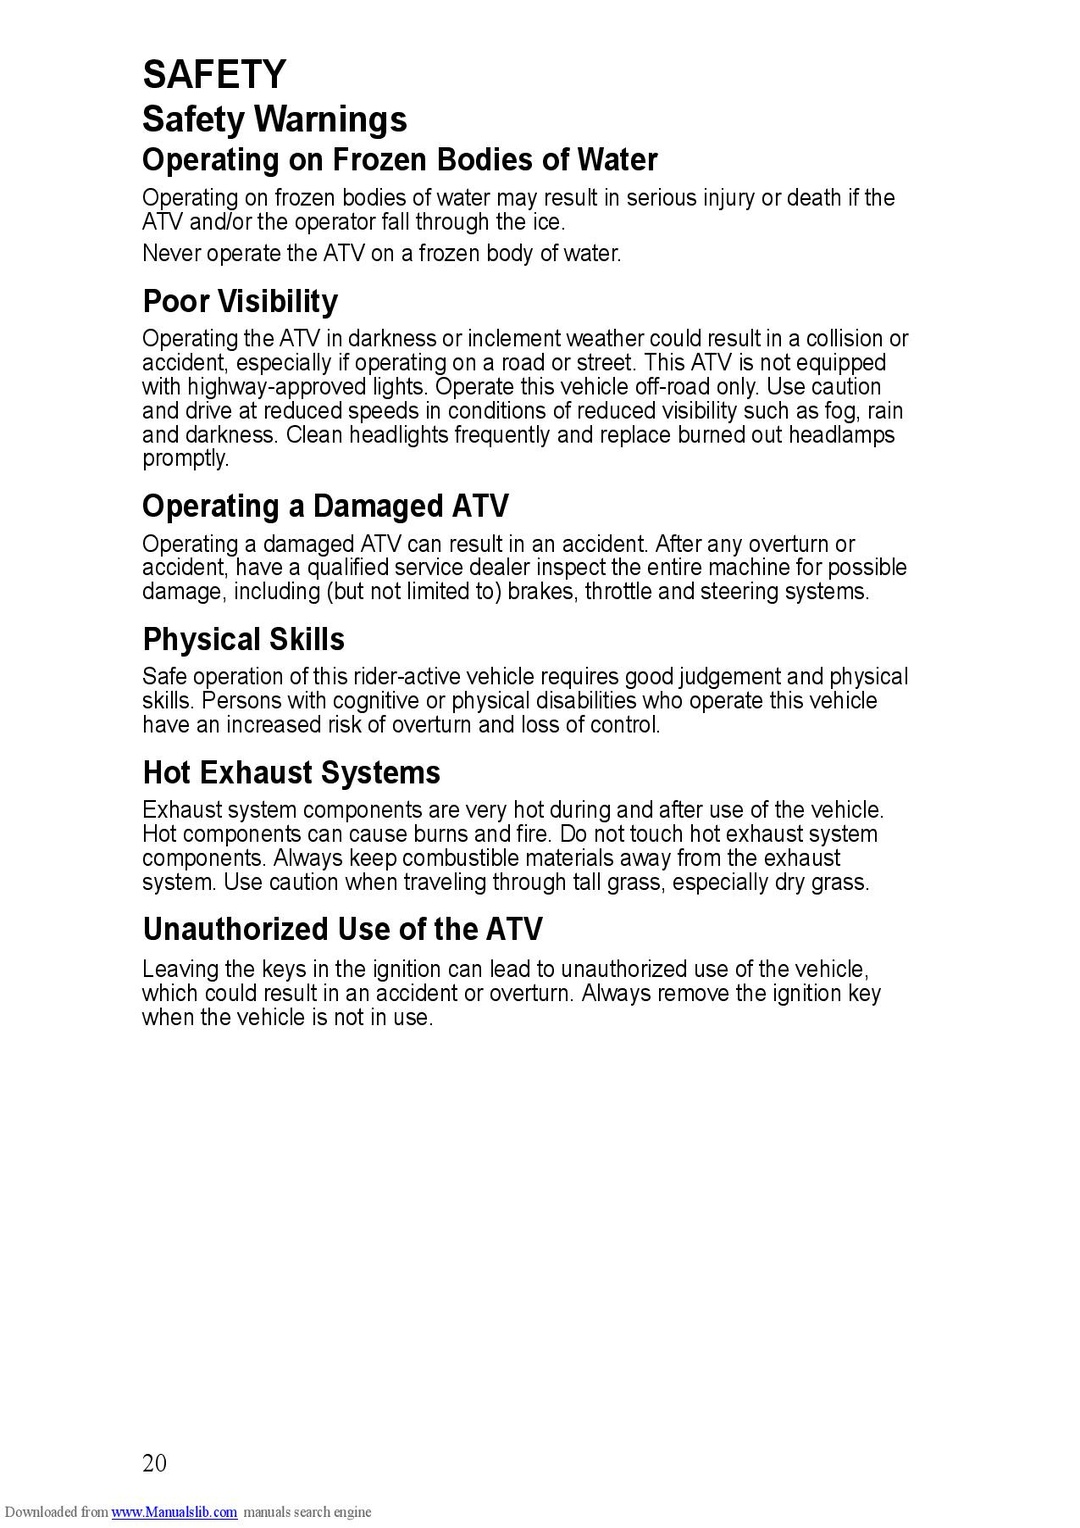 SAFETY
Safety Warnings
Operating on Frozen Bodies of Water
Operating on frozen bodies of water may result in serious injury or death if the
ATV and/or the operator fall through the ice.
Never operate the ATV on a frozen body of water.
Poor Visibility
Operating the ATV in darkness or inclement weather could result in a collision or
accident, especially if operating on a road or street. This ATV is not equipped
with highway-approved lights. Operate this vehicle off-road only. Use caution
and drive at reduced speeds in conditions of reduced visibility such as fog, rain
and darkness. Clean headlights frequently and replace burned out headlamps
promptly.
Operating a Damaged ATV
Operating a damaged ATV can result in an accident. After any overturn or
accident, have a qualified service dealer inspect the entire machine for possible
damage, including (but not limited to) brakes, throttle and steering systems.
Physical Skills
Safe operation of this rider-active vehicle requires good judgement and physical
skills. Persons with cognitive or physical disabilities who operate this vehicle
have an increased risk of overturn and loss of control.
Hot Exhaust Systems
Exhaust system components are very hot during and after use of the vehicle.
Hot components can cause burns and fire. Do not touch hot exhaust system
components. Always keep combustible materials away from the exhaust
system. Use caution when traveling through tall grass, especially dry grass.
Unauthorized Use of the ATV
Leaving the keys in the ignition can lead to unauthorized use of the vehicle,
which could result in an accident or overturn. Always remove the ignition key
when the vehicle is not in use.
20
Downloaded from www.Manualslib.com manuals search engine